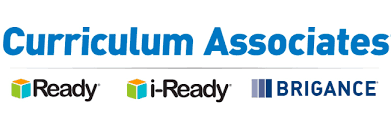 Curriculum Associates
Ready® i-Ready® BRIGANCE®